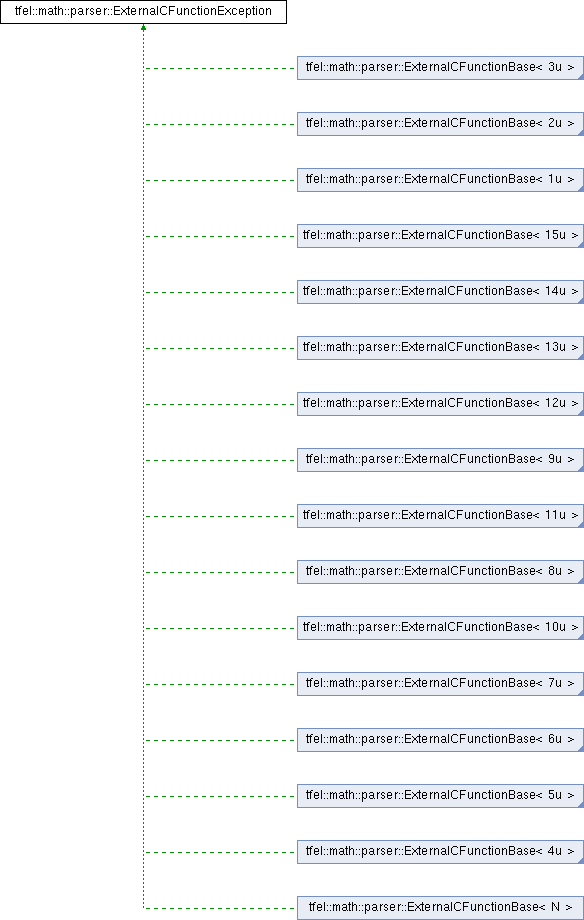 tfel::math::parser::ExternalCFunctionException
tfel::math::parser::ExternalCFunctionBase< 3u >
tfel::math::parser::ExternalCFunctionBase< 2u >
tfel::math::parser::ExternalCFunctionBase< 1u >
tfel::math::parser::ExternalCFunctionBase< 15u >
tfel::math::parser::ExternalCFunctionBase< 14u >
tfel::math::parser::ExternalCFunctionBase< 13u >
tfel::math::parser::ExternalCFunctionBase< 12u >
tfel::math::parser::ExternalCFunctionBase< 9u >
tfel::math::parser::ExternalCFunctionBase< 11u >
tfel::math::parser::ExternalCFunctionBase< 8u >
tfel::math::parser::ExternalCFunctionBase< 10u >
tfel::math::parser::ExternalCFunctionBase< 7u >
tfel::math::parser::ExternalCFunctionBase< 6u >
tfel::math::parser::ExternalCFunctionBase< 5u >
tfel::math::parser::ExternalCFunctionBase< 4u >
tfel::math::parser::ExternalCFunctionBase< N >